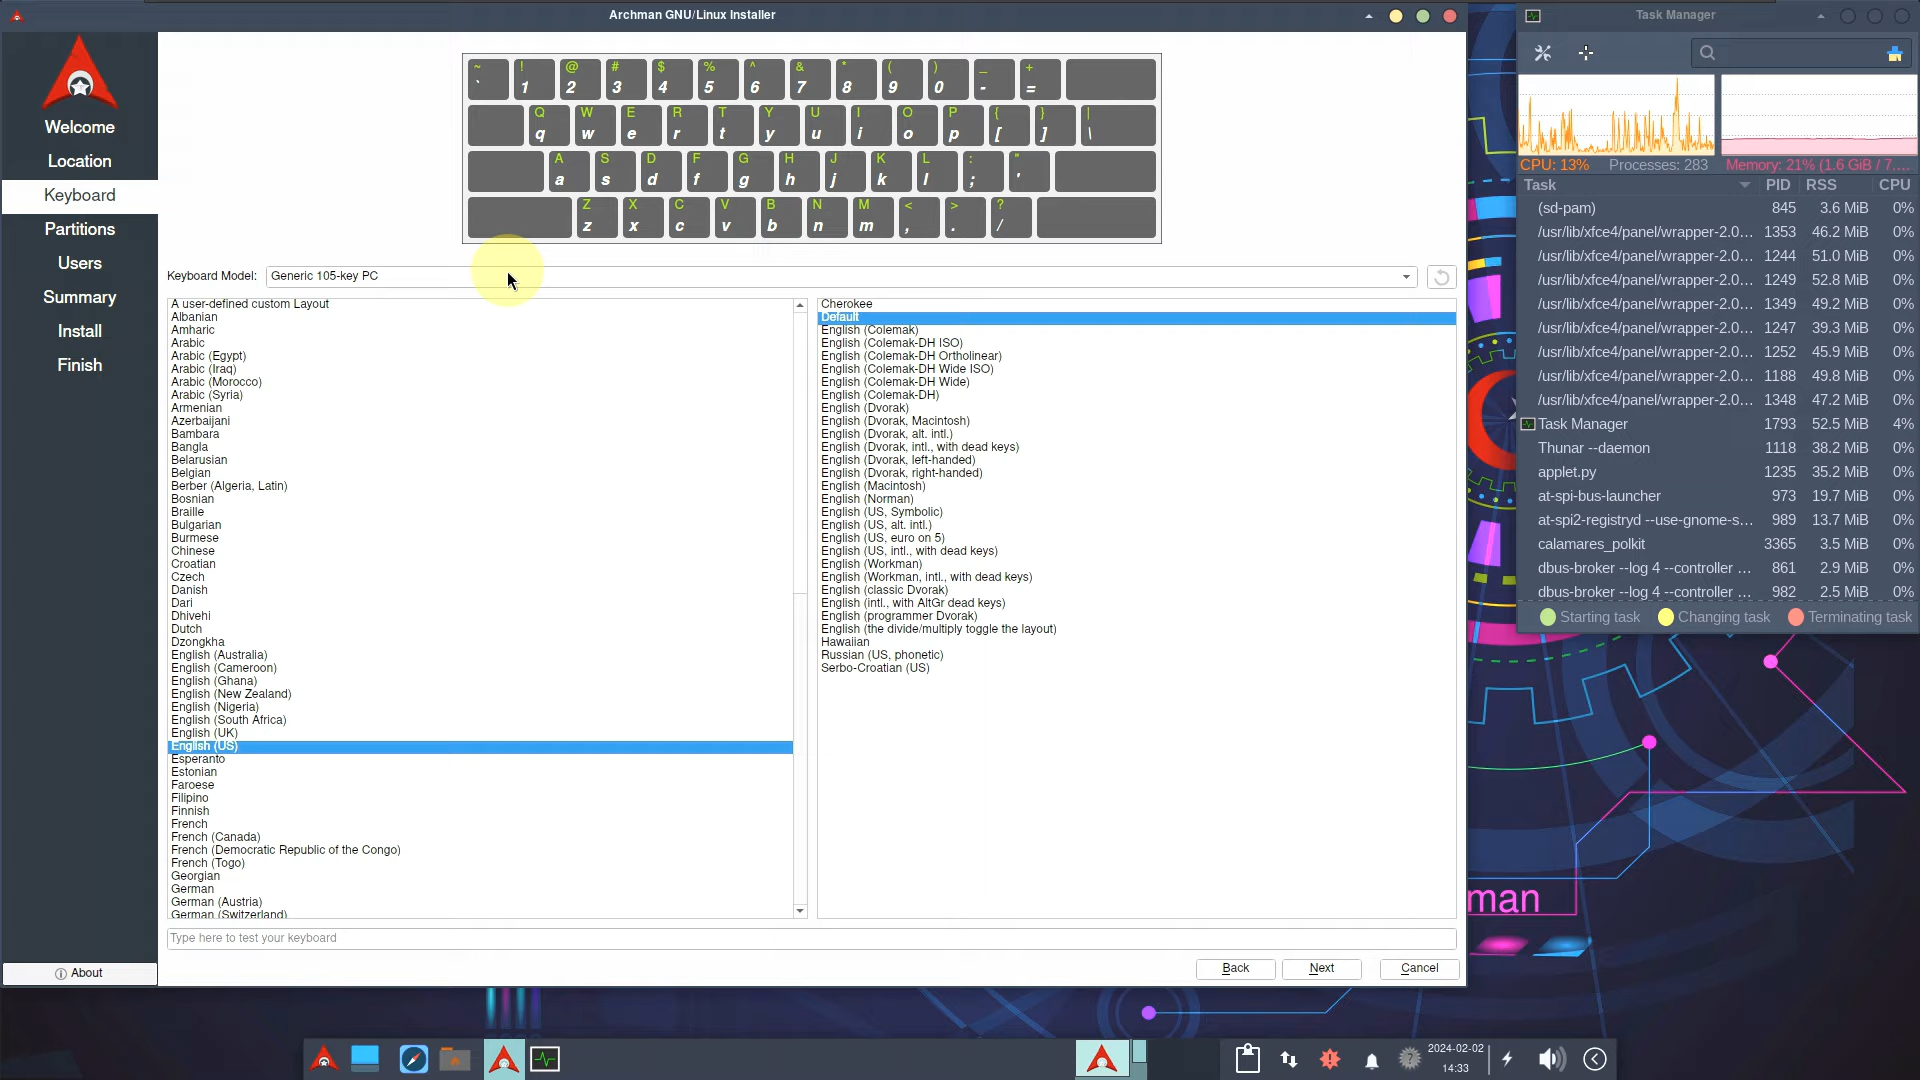 Archman GNU/Linux Installer
Welcome
Location
Keyboard
Partitions
Users
Summary
Install
Finish
About
~ ! @ # $ % ^ & * ( ) _ +
` 1 2 3 4 5 6 7 8 9 0 - =
Q W E R T Y U I O P { } |
q w e r t y u i o p [ ] \
A S D F G H J K L : "
a s d f g h j k l ; '
Z X C V B N M < > ?
z x c v b n m , . /
Keyboard Model: Generic 105-key PC
A user-defined custom Layout
Albanian
Amharic
Arabic
Arabic (Egypt)
Arabic (Iraq)
Arabic (Morocco)
Arabic (Syria)
Armenian
Azerbaijani
Bambara
Bangla
Belarusian
Belgian
Berber (Algeria, Latin)
Bosnian
Braille
Bulgarian
Burmese
Chinese
Croatian
Czech
Danish
Dari
Dhivehi
Dutch
Dzongkha
English (Australia)
English (Cameroon)
English (Ghana)
English (New Zealand)
English (Nigeria)
English (South Africa)
English (UK)
English (US)
Esperanto
Estonian
Faroese
Filipino
Finnish
French
French (Canada)
French (Democratic Republic of the Congo)
French (Togo)
Georgian
German
German (Austria)
German (Switzerland)
Cherokee
Default
English (Colemak)
English (Colemak-DH ISO)
English (Colemak-DH Ortholinear)
English (Colemak-DH Wide ISO)
English (Colemak-DH Wide)
English (Colemak-DH)
English (Dvorak)
English (Dvorak, Macintosh)
English (Dvorak, alt. intl.)
English (Dvorak, intl., with dead keys)
English (Dvorak, left-handed)
English (Dvorak, right-handed)
English (Macintosh)
English (Norman)
English (US, Symbolic)
English (US, alt. intl.)
English (US, euro on 5)
English (US, intl., with dead keys)
English (Workman)
English (Workman, intl., with dead keys)
English (classic Dvorak)
English (intl., with AltGr dead keys)
English (programmer Dvorak)
English (the divide/multiply toggle the layout)
Hawaiian
Russian (US, phonetic)
Serbo-Croatian (US)
Type here to test your keyboard
Back Next Cancel
Task Manager
CPU: 13% Processes: 283 Memory: 21% (1.6 GiB / 7....
Task PID RSS CPU
(sd-pam) 845 3.6 MiB 0%
/usr/lib/xfce4/panel/wrapper-2.0... 1353 46.2 MiB 0%
/usr/lib/xfce4/panel/wrapper-2.0... 1244 51.0 MiB 0%
/usr/lib/xfce4/panel/wrapper-2.0... 1249 52.8 MiB 0%
/usr/lib/xfce4/panel/wrapper-2.0... 1349 49.2 MiB 0%
/usr/lib/xfce4/panel/wrapper-2.0... 1247 39.3 MiB 0%
/usr/lib/xfce4/panel/wrapper-2.0... 1252 45.9 MiB 0%
/usr/lib/xfce4/panel/wrapper-2.0... 1188 49.8 MiB 0%
/usr/lib/xfce4/panel/wrapper-2.0... 1348 47.2 MiB 0%
Task Manager 1793 52.5 MiB 4%
Thunar --daemon 1118 38.2 MiB 0%
applet.py 1235 35.2 MiB 0%
at-spi-bus-launcher 973 19.7 MiB 0%
at-spi2-registryd --use-gnome-s... 989 13.7 MiB 0%
calamares_polkit 3365 3.5 MiB 0%
dbus-broker --log 4 --controller ... 861 2.9 MiB 0%
dbus-broker --log 4 --controller ... 982 2.5 MiB 0%
Starting task Changing task Terminating task
man
2024-02-02
14:33